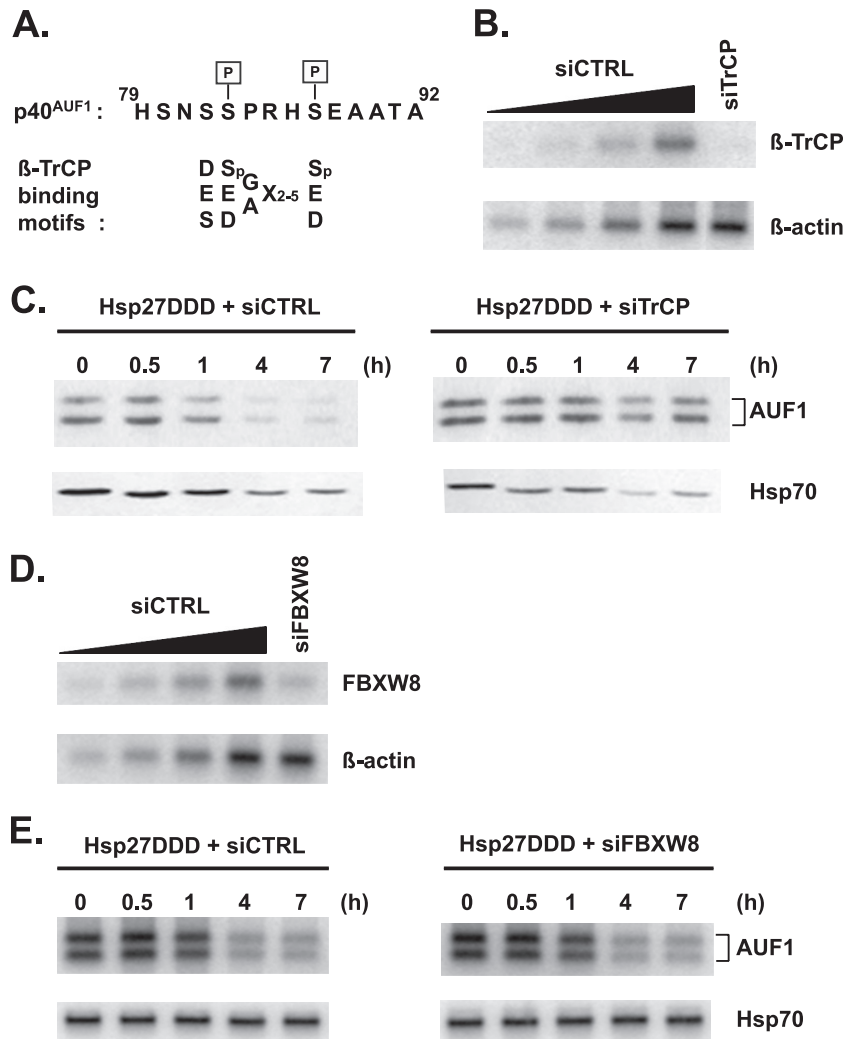 A.
P P
79 92
p40AUF1 : H S N S S P R H S E A A T A
ß-TrCP D Sp Sp
G
binding E E X2-5 E
A
motifs : S D D
B.
siCTRL siTrCP
ß-TrCP
ß-actin
C.
Hsp27DDD + siCTRL Hsp27DDD + siTrCP
0 0.5 1 4 7 (h) 0 0.5 1 4 7 (h)
AUF1
Hsp70
D.
siCTRL siFBXW8
FBXW8
ß-actin
E.
Hsp27DDD + siCTRL Hsp27DDD + siFBXW8
0 0.5 1 4 7 (h) 0 0.5 1 4 7 (h)
AUF1
Hsp70